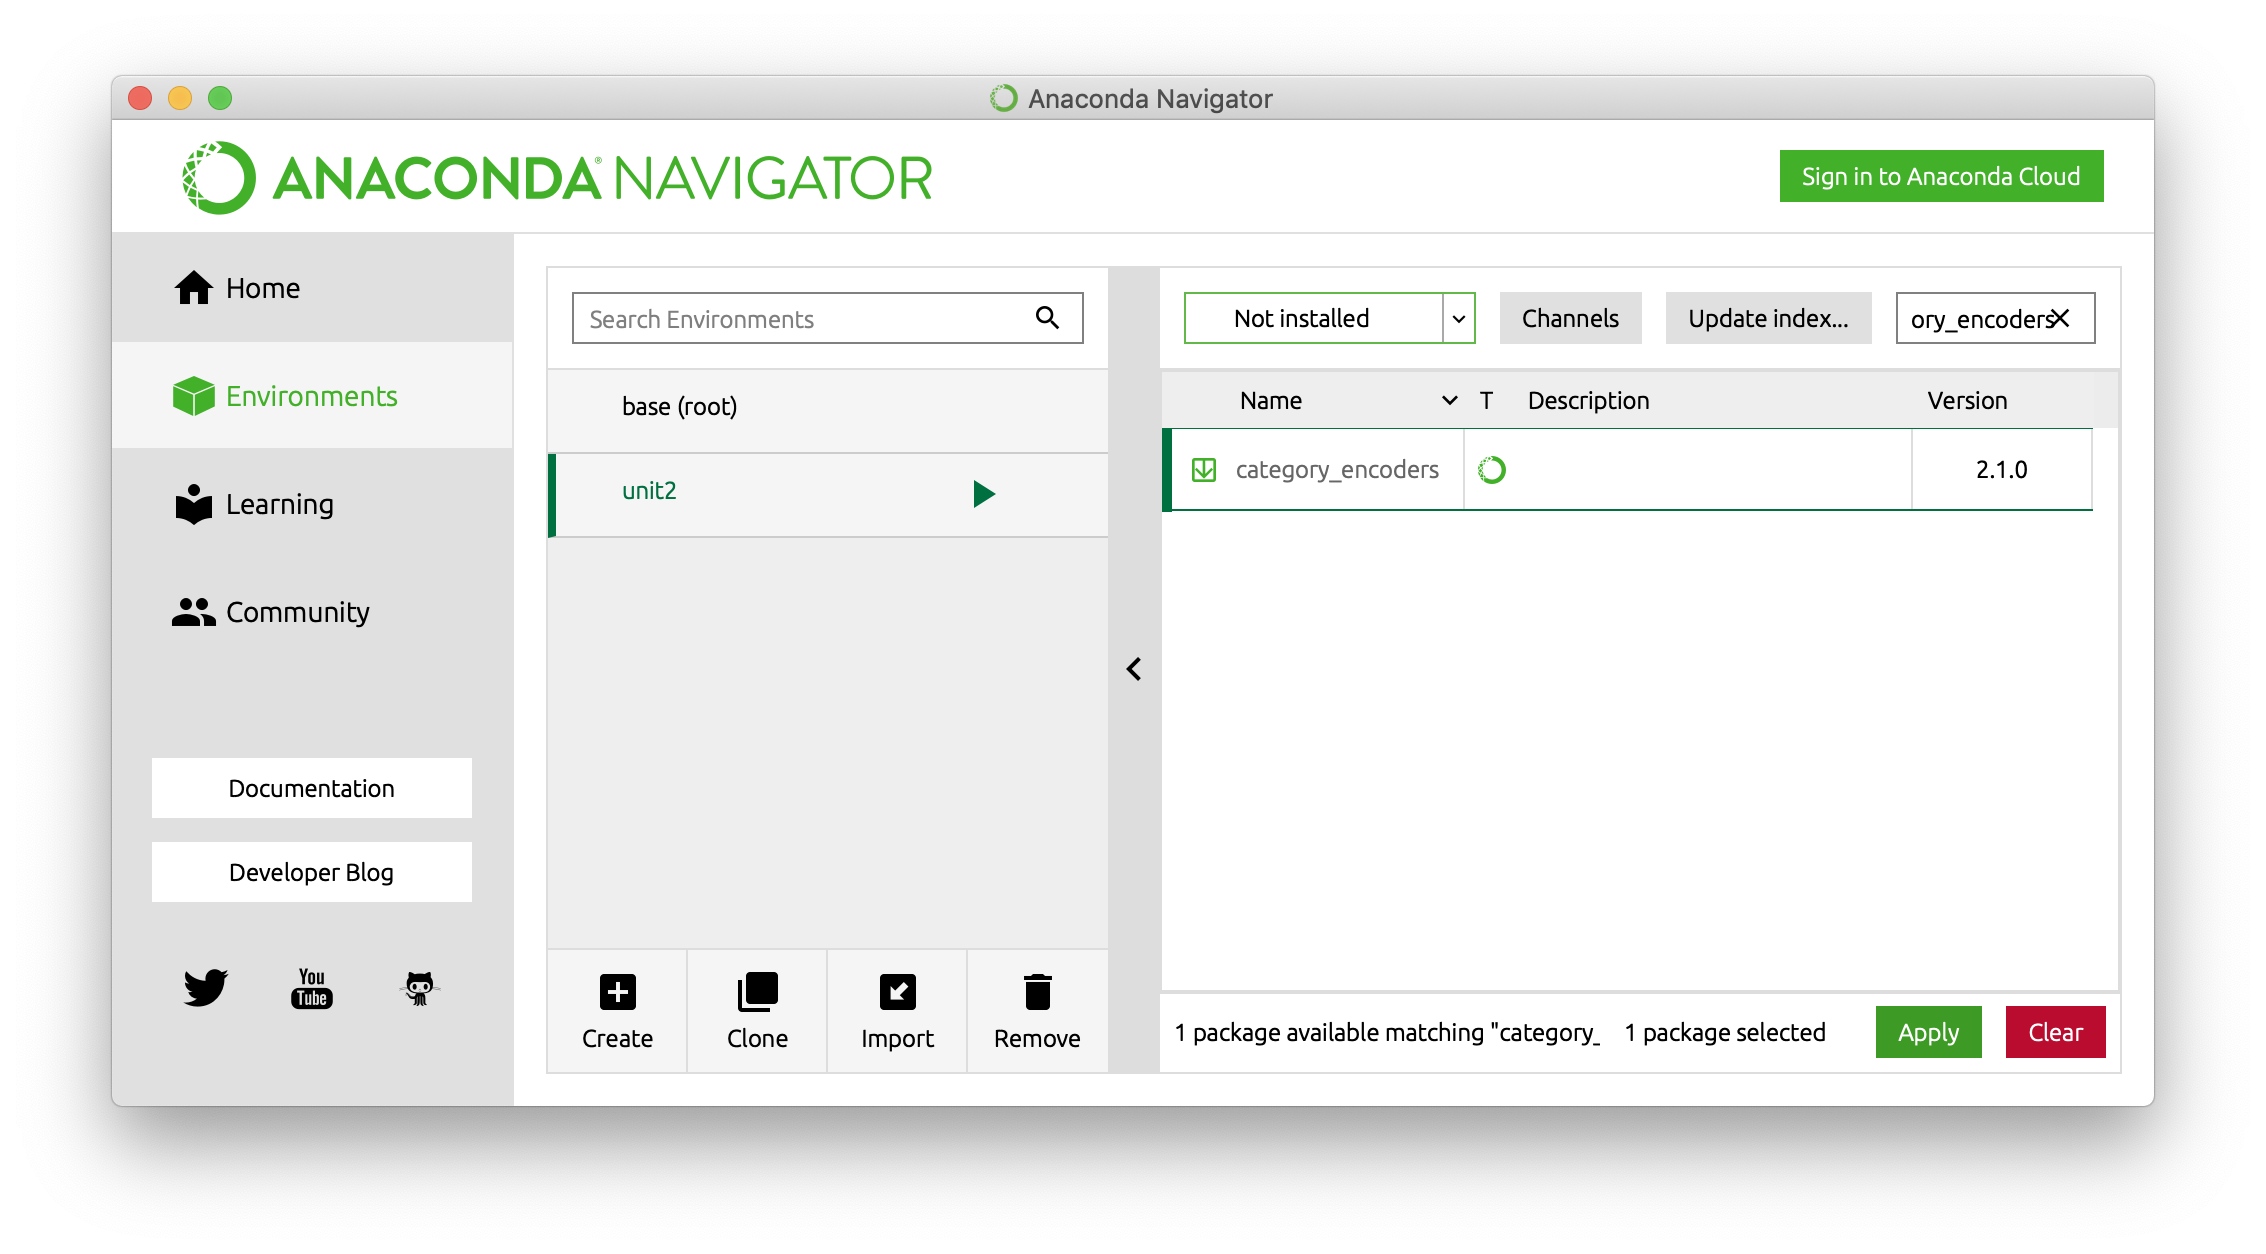 Anaconda Navigator
ANACONDA® NAVIGATOR
Sign in to Anaconda Cloud
Home
Environments
Learning
Community
Documentation
Developer Blog
You
Tube
Search Environments
base (root)
unit2
Create
Clone
Import
Remove
Not installed
Channels
Update index...
ory_encoders
Name T Description Version
category_encoders 2.1.0
1 package available matching "category_ 1 package selected
Apply
Clear